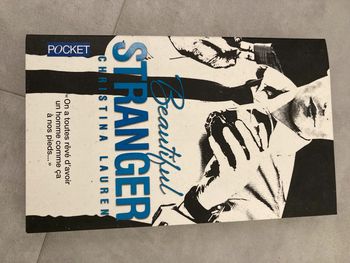 POCKET
Beautiful
STRANGER
CHRISTINA LAUREN
« On a toutes rêvé d'avoir
un homme comme ça
à nos pieds... »